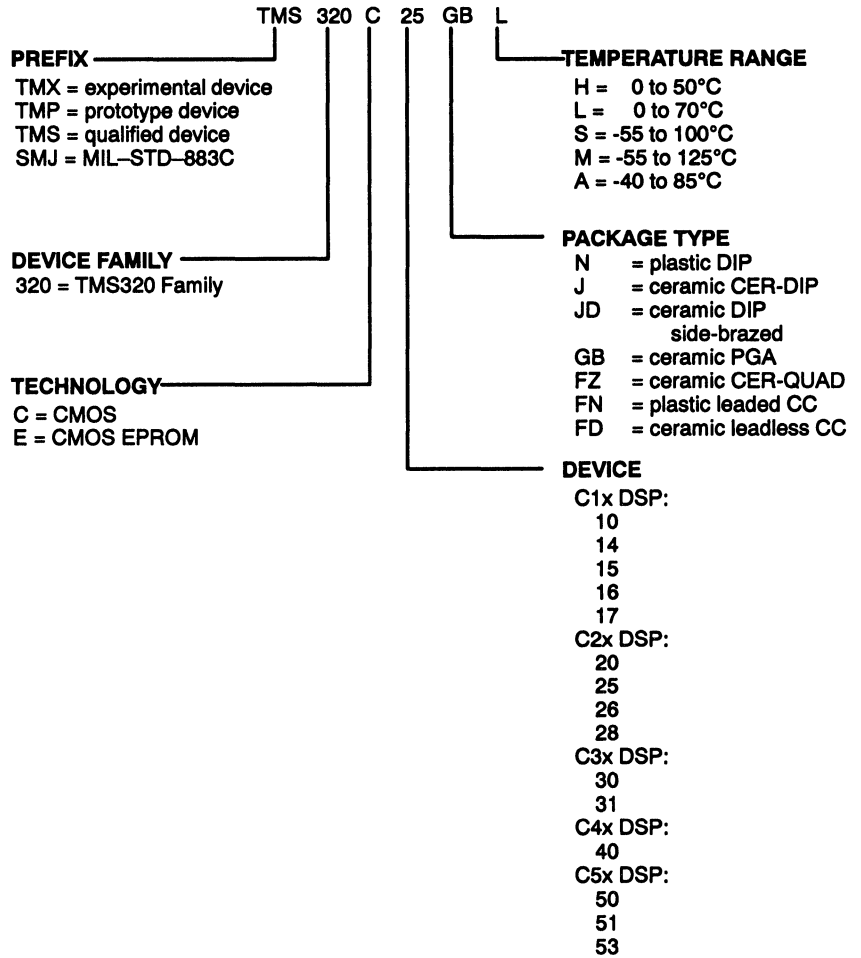 TMS 320 C 25 GB L
PREFIX
TMX = experimental device
TMP = prototype device
TMS = qualified device
SMJ = MIL–STD–883C
DEVICE FAMILY
320 = TMS320 Family
TECHNOLOGY
C = CMOS
E = CMOS EPROM
TEMPERATURE RANGE
H = 0 to 50°C
L = 0 to 70°C
S = -55 to 100°C
M = -55 to 125°C
A = -40 to 85°C
PACKAGE TYPE
N = plastic DIP
J = ceramic CER-DIP
JD = ceramic DIP
side-brazed
GB = ceramic PGA
FZ = ceramic CER-QUAD
FN = plastic leaded CC
FD = ceramic leadless CC
DEVICE
C1x DSP:
10
14
15
16
17
C2x DSP:
20
25
26
28
C3x DSP:
30
31
C4x DSP:
40
C5x DSP:
50
51
53